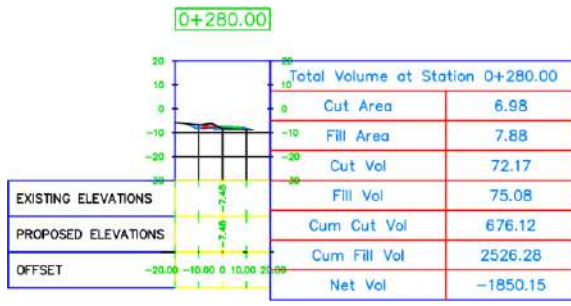 0+280.00
20 20
10 10
0 0
-10 -10
-20 -20
-30 -30
Total Volume at Station 0+280.00
Cut Area 6.98
Fill Area 7.88
Cut Vol 72.17
Fill Vol 75.08
Cum Cut Vol 676.12
Cum Fill Vol 2526.28
Net Vol -1850.15
EXISTING ELEVATIONS -7.45
PROPOSED ELEVATIONS
OFFSET -20.00 -10.00 0 10.00 20.00